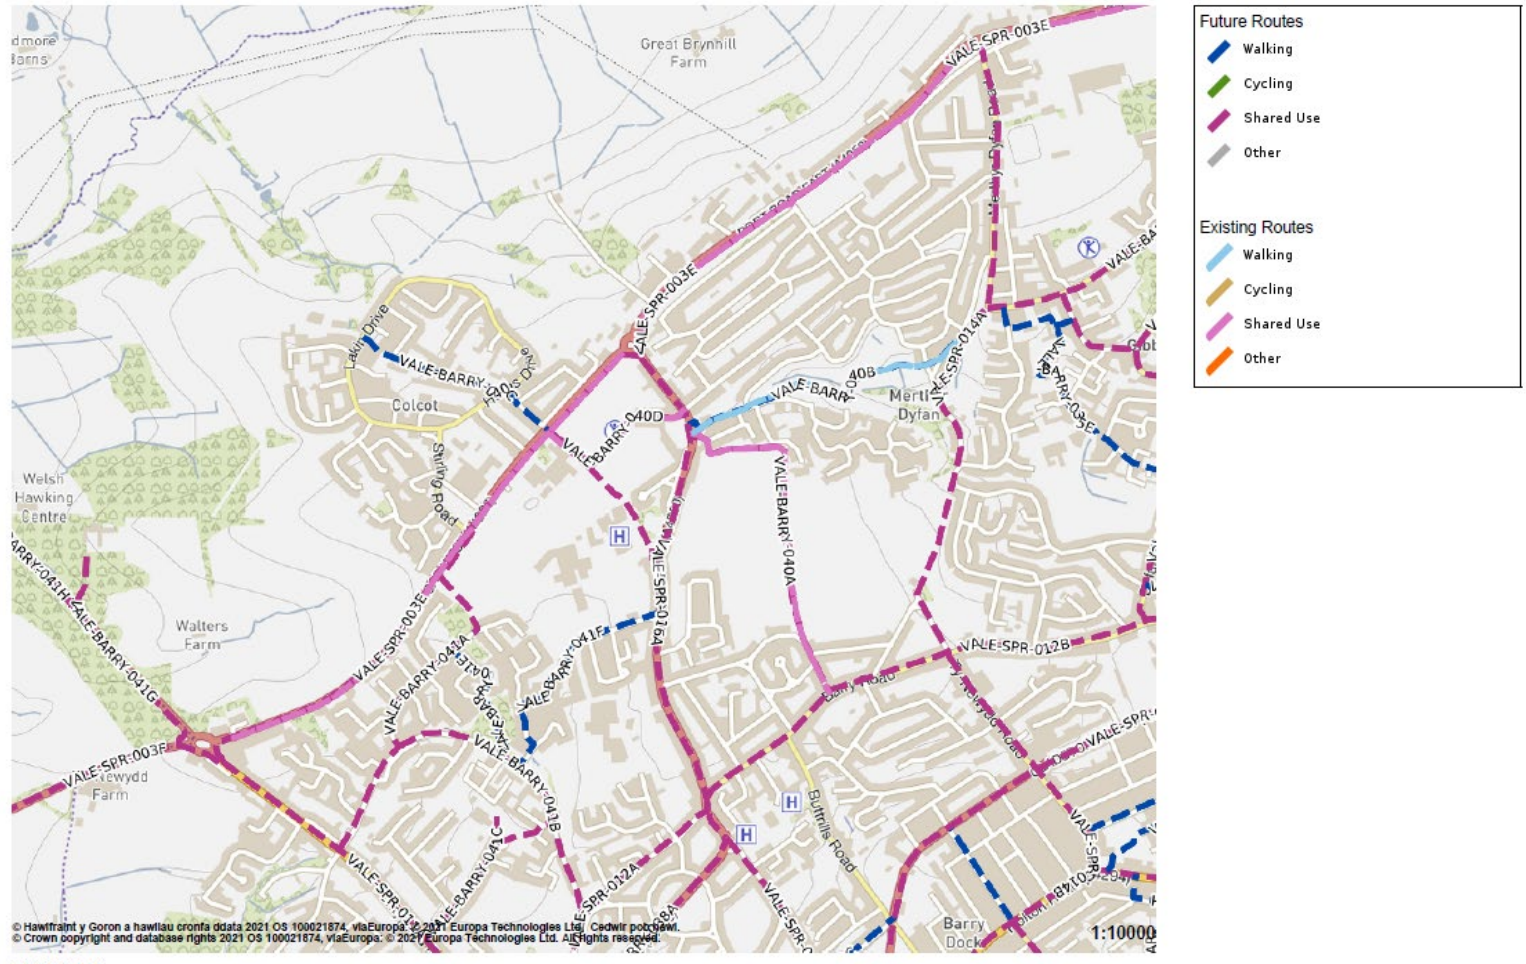 Great Brynhill
Farm
VALE-SPR-003E
VALE-SPR-003E
Lakin Drive
Colcot
Stirling Road
40D
40B
Merthyr Dyfan Road
VALE-SPR-014A
Dyfan
VALE-BARRY-035E
Welsh
Hawking
Centre
H
VALE-BARRY-040A
VALE-SPR-016A
VALE-BARRY-041F
Walters
Farm
VALE-SPR-003E
VALE-BARRY-041A
VALE-BARRY-041G
VALE-SPR-012B
Barry Road
VALE-SPR-003F
Newydd
Farm
VALE-BARRY-041B
VALE-BARRY-041C
H
H
Buttrills Road
VALE-SPR-012A
Barry
Dock
© Hawlfraint y Goron a hawliau cronfa ddata 2021 OS 100021874, viaEuropa: © 2021 Europa Technologies Ltd. Cedwir pob hawl.
© Crown copyright and database rights 2021 OS 100021874, viaEuropa: © 2021 Europa Technologies Ltd. All rights reserved.
1:10000
Future Routes
Walking
Cycling
Shared Use
Other
Existing Routes
Walking
Cycling
Shared Use
Other